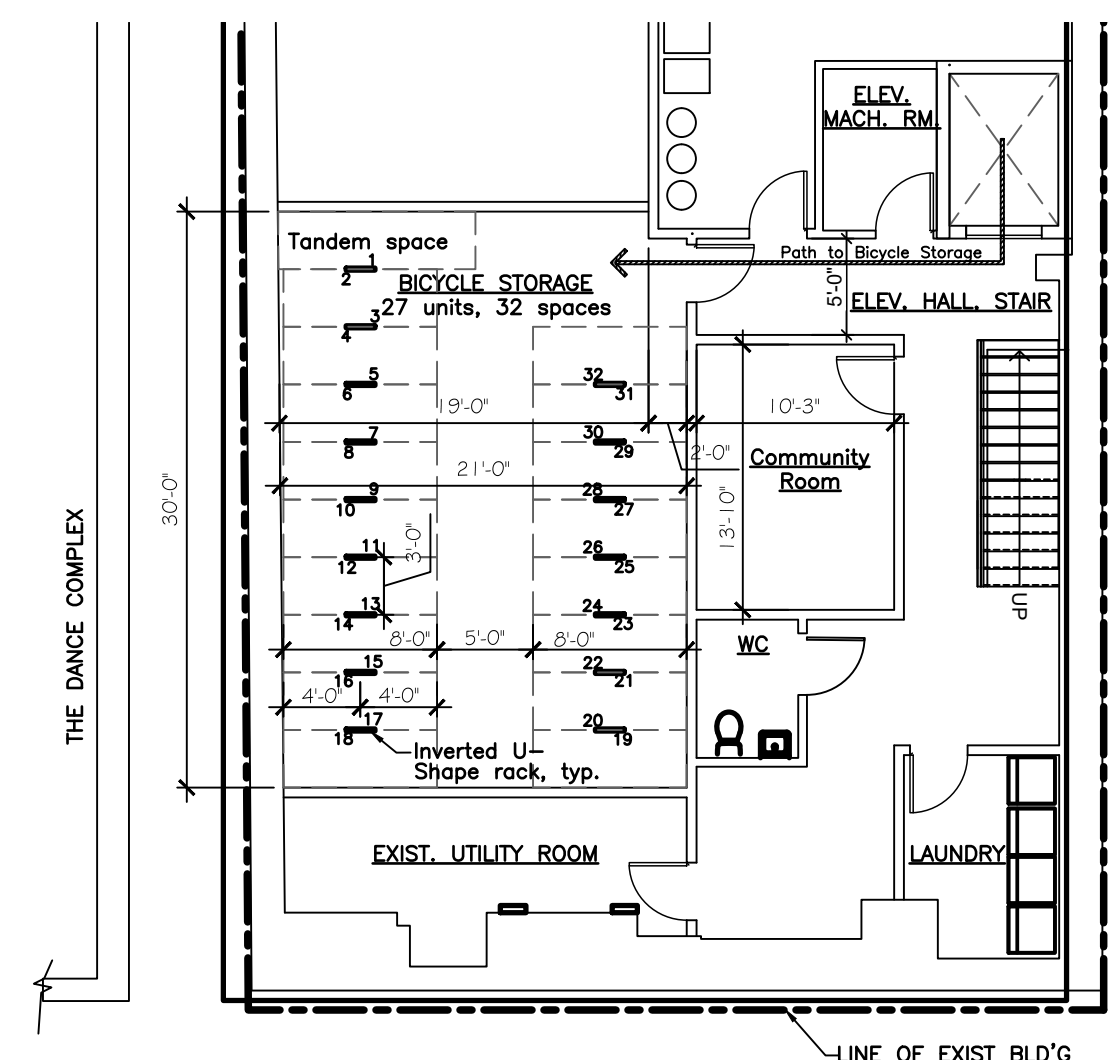 ELEV.
MACH. RM.
Tandem space
Path to Bicycle Storage
BICYCLE STORAGE
27 units, 32 spaces
5'-0"
ELEV. HALL, STAIR
1
2
3
4
5
6
7
8
9
10
11
12
13
14
15
16
17
18
32
31
30
29
28
27
26
25
24
23
22
21
20
19
19'-0"
10'-3"
2'-0"
21'-0"
Community
Room
13'-10"
30'-0"
3'-0"
THE DANCE COMPLEX
UP
8'-0"
5'-0"
8'-0"
WC
4'-0"
4'-0"
Inverted U-
Shape rack, typ.
EXIST. UTILITY ROOM
LAUNDRY
LINE OF EXIST BLD'G